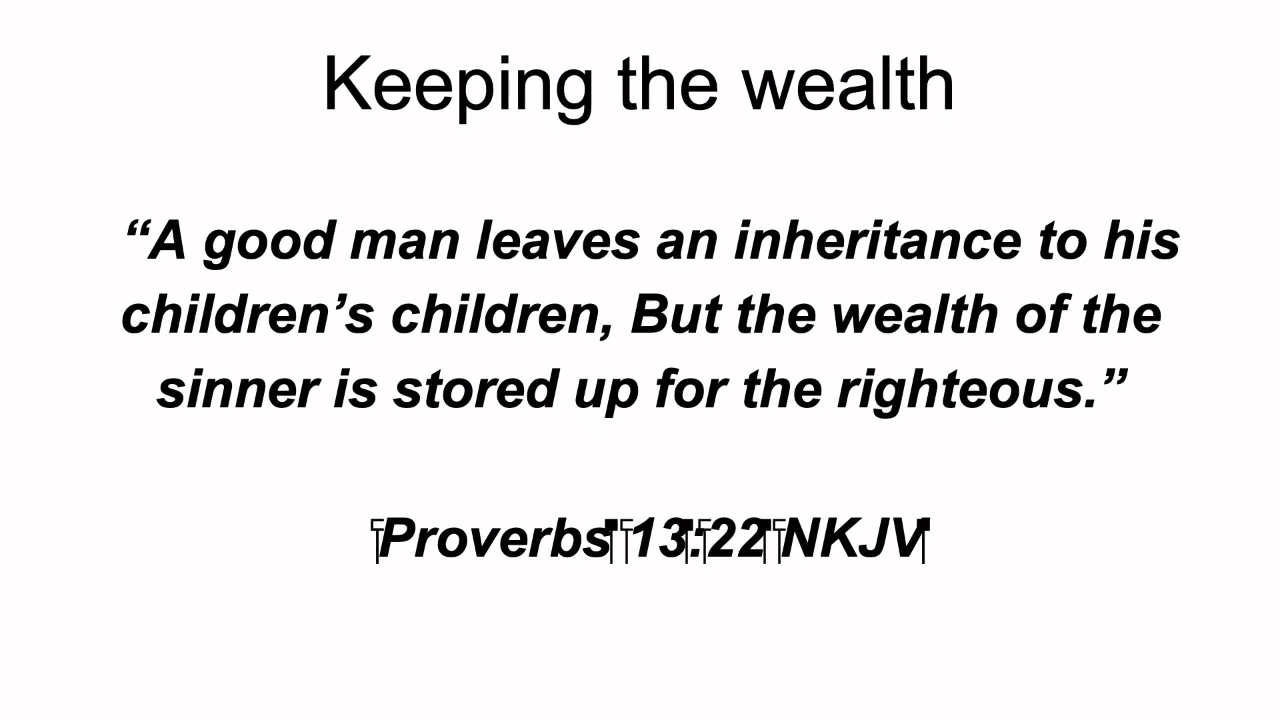 Keeping the wealth
“A good man leaves an inheritance to his
children’s children, But the wealth of the
sinner is stored up for the righteous.”
Proverbs 13:22 NKJV